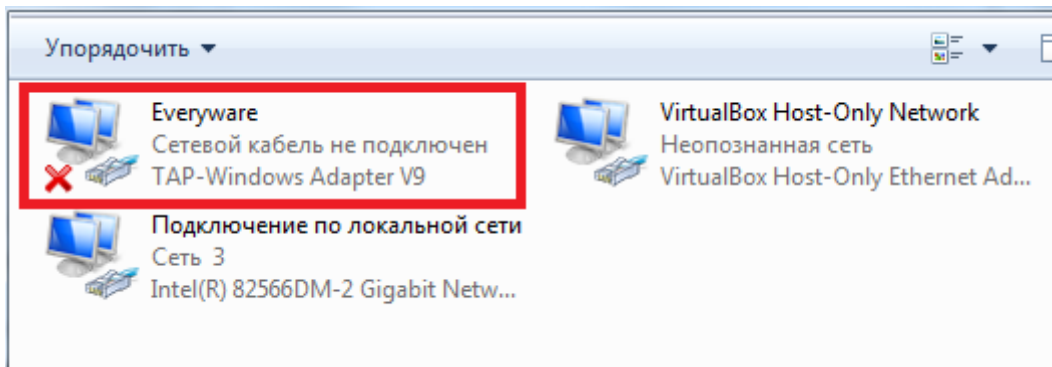 Упорядочить
Everyware
Сетевой кабель не подключен
TAP-Windows Adapter V9
VirtualBox Host-Only Network
Неопознанная сеть
VirtualBox Host-Only Ethernet Ad...
Подключение по локальной сети
Сеть 3
Intel(R) 82566DM-2 Gigabit Netw...